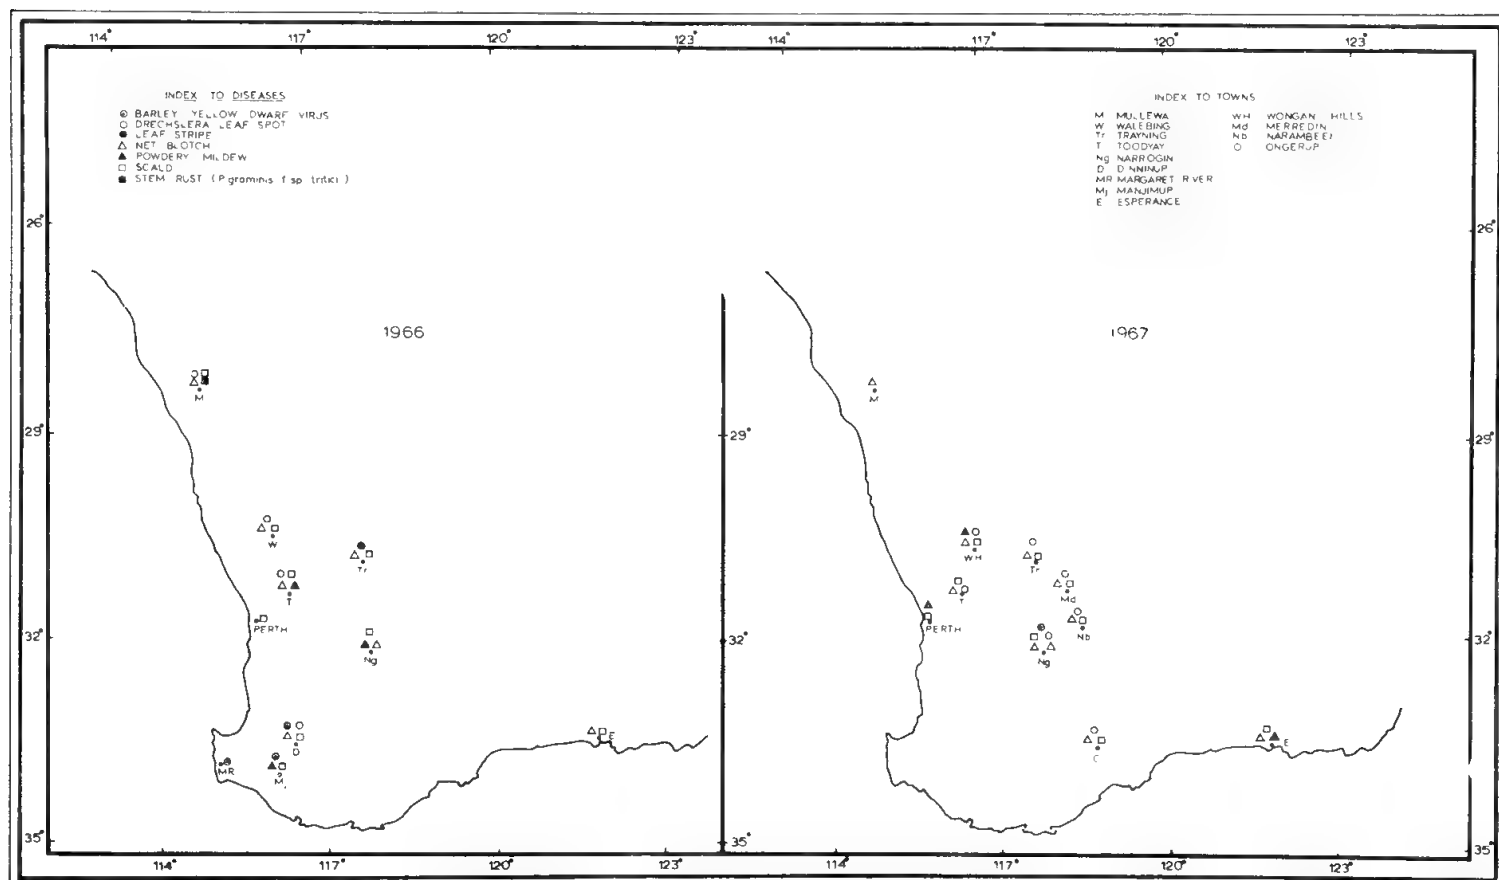 114° 117° 120° 123° 114° 117° 120° 123°
INDEX TO DISEASES
BARLEY YELLOW DWARF VIRUS
DRECHSLERA LEAF SPOT
LEAF STRIPE
NET BLOTCH
POWDERY MILDEW
SCALD
STEM RUST (P graminis f sp tritici)
INDEX TO TOWNS
M MULLEWA
W WALEBING
Tr TRAYNING
T TOODYAY
Ng NARROGIN
D DINNINUP
MR MARGARET RIVER
Mj MANJIMUP
E ESPERANCE
WH WONGAN HILLS
Md MERREDIN
Nb NARAMBEEN
O ONGERUP
26° 26°
1966
M
29°
W
Tr
T
PERTH
32°
Ng
D
E
MR
Mj
35°
114° 117° 120° 123°
1967
M
29° 29°
WH
Tr
T
Md
PERTH
Nb
32° 32°
Ng
E
35° 35°
114° 117° 120° 123°